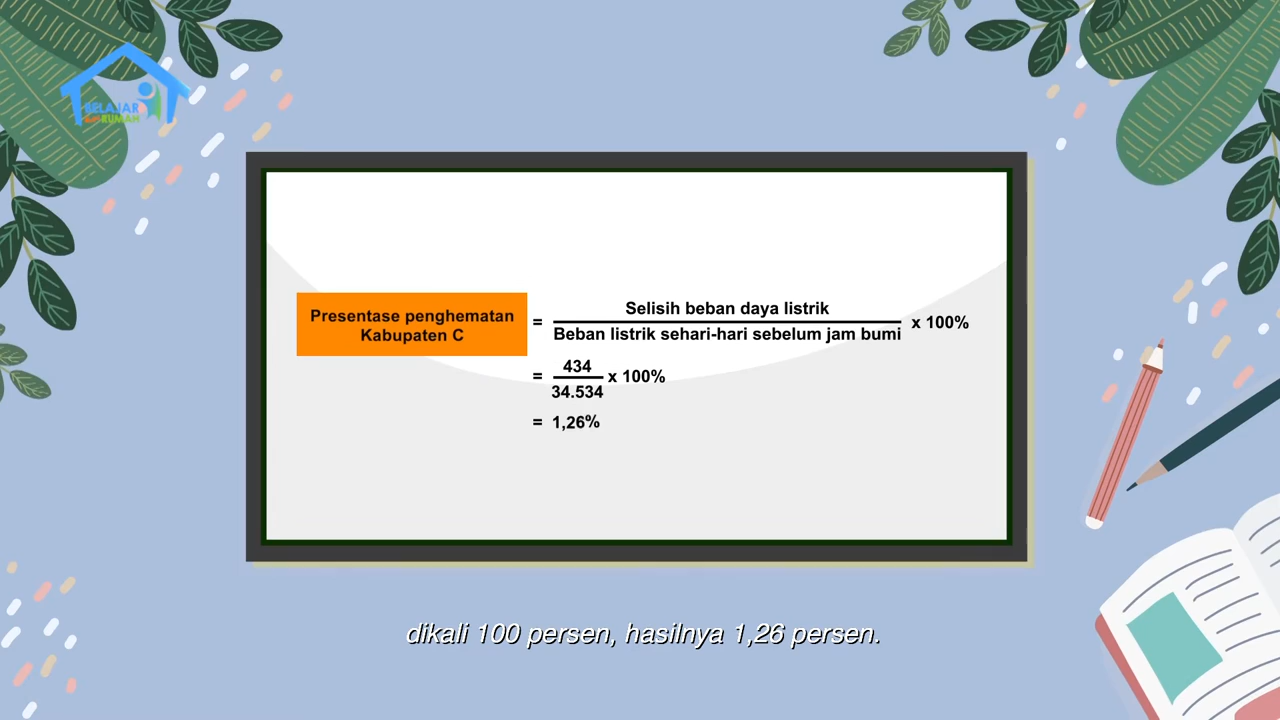 BELAJAR
RUMAH
Presentase penghematan
Kabupaten C
= Selisih beban daya listrik
Beban listrik sehari-hari sebelum jam bumi
x 100%
= 434
34.534
x 100%
= 1,26%
dikali 100 persen, hasilnya 1,26 persen.